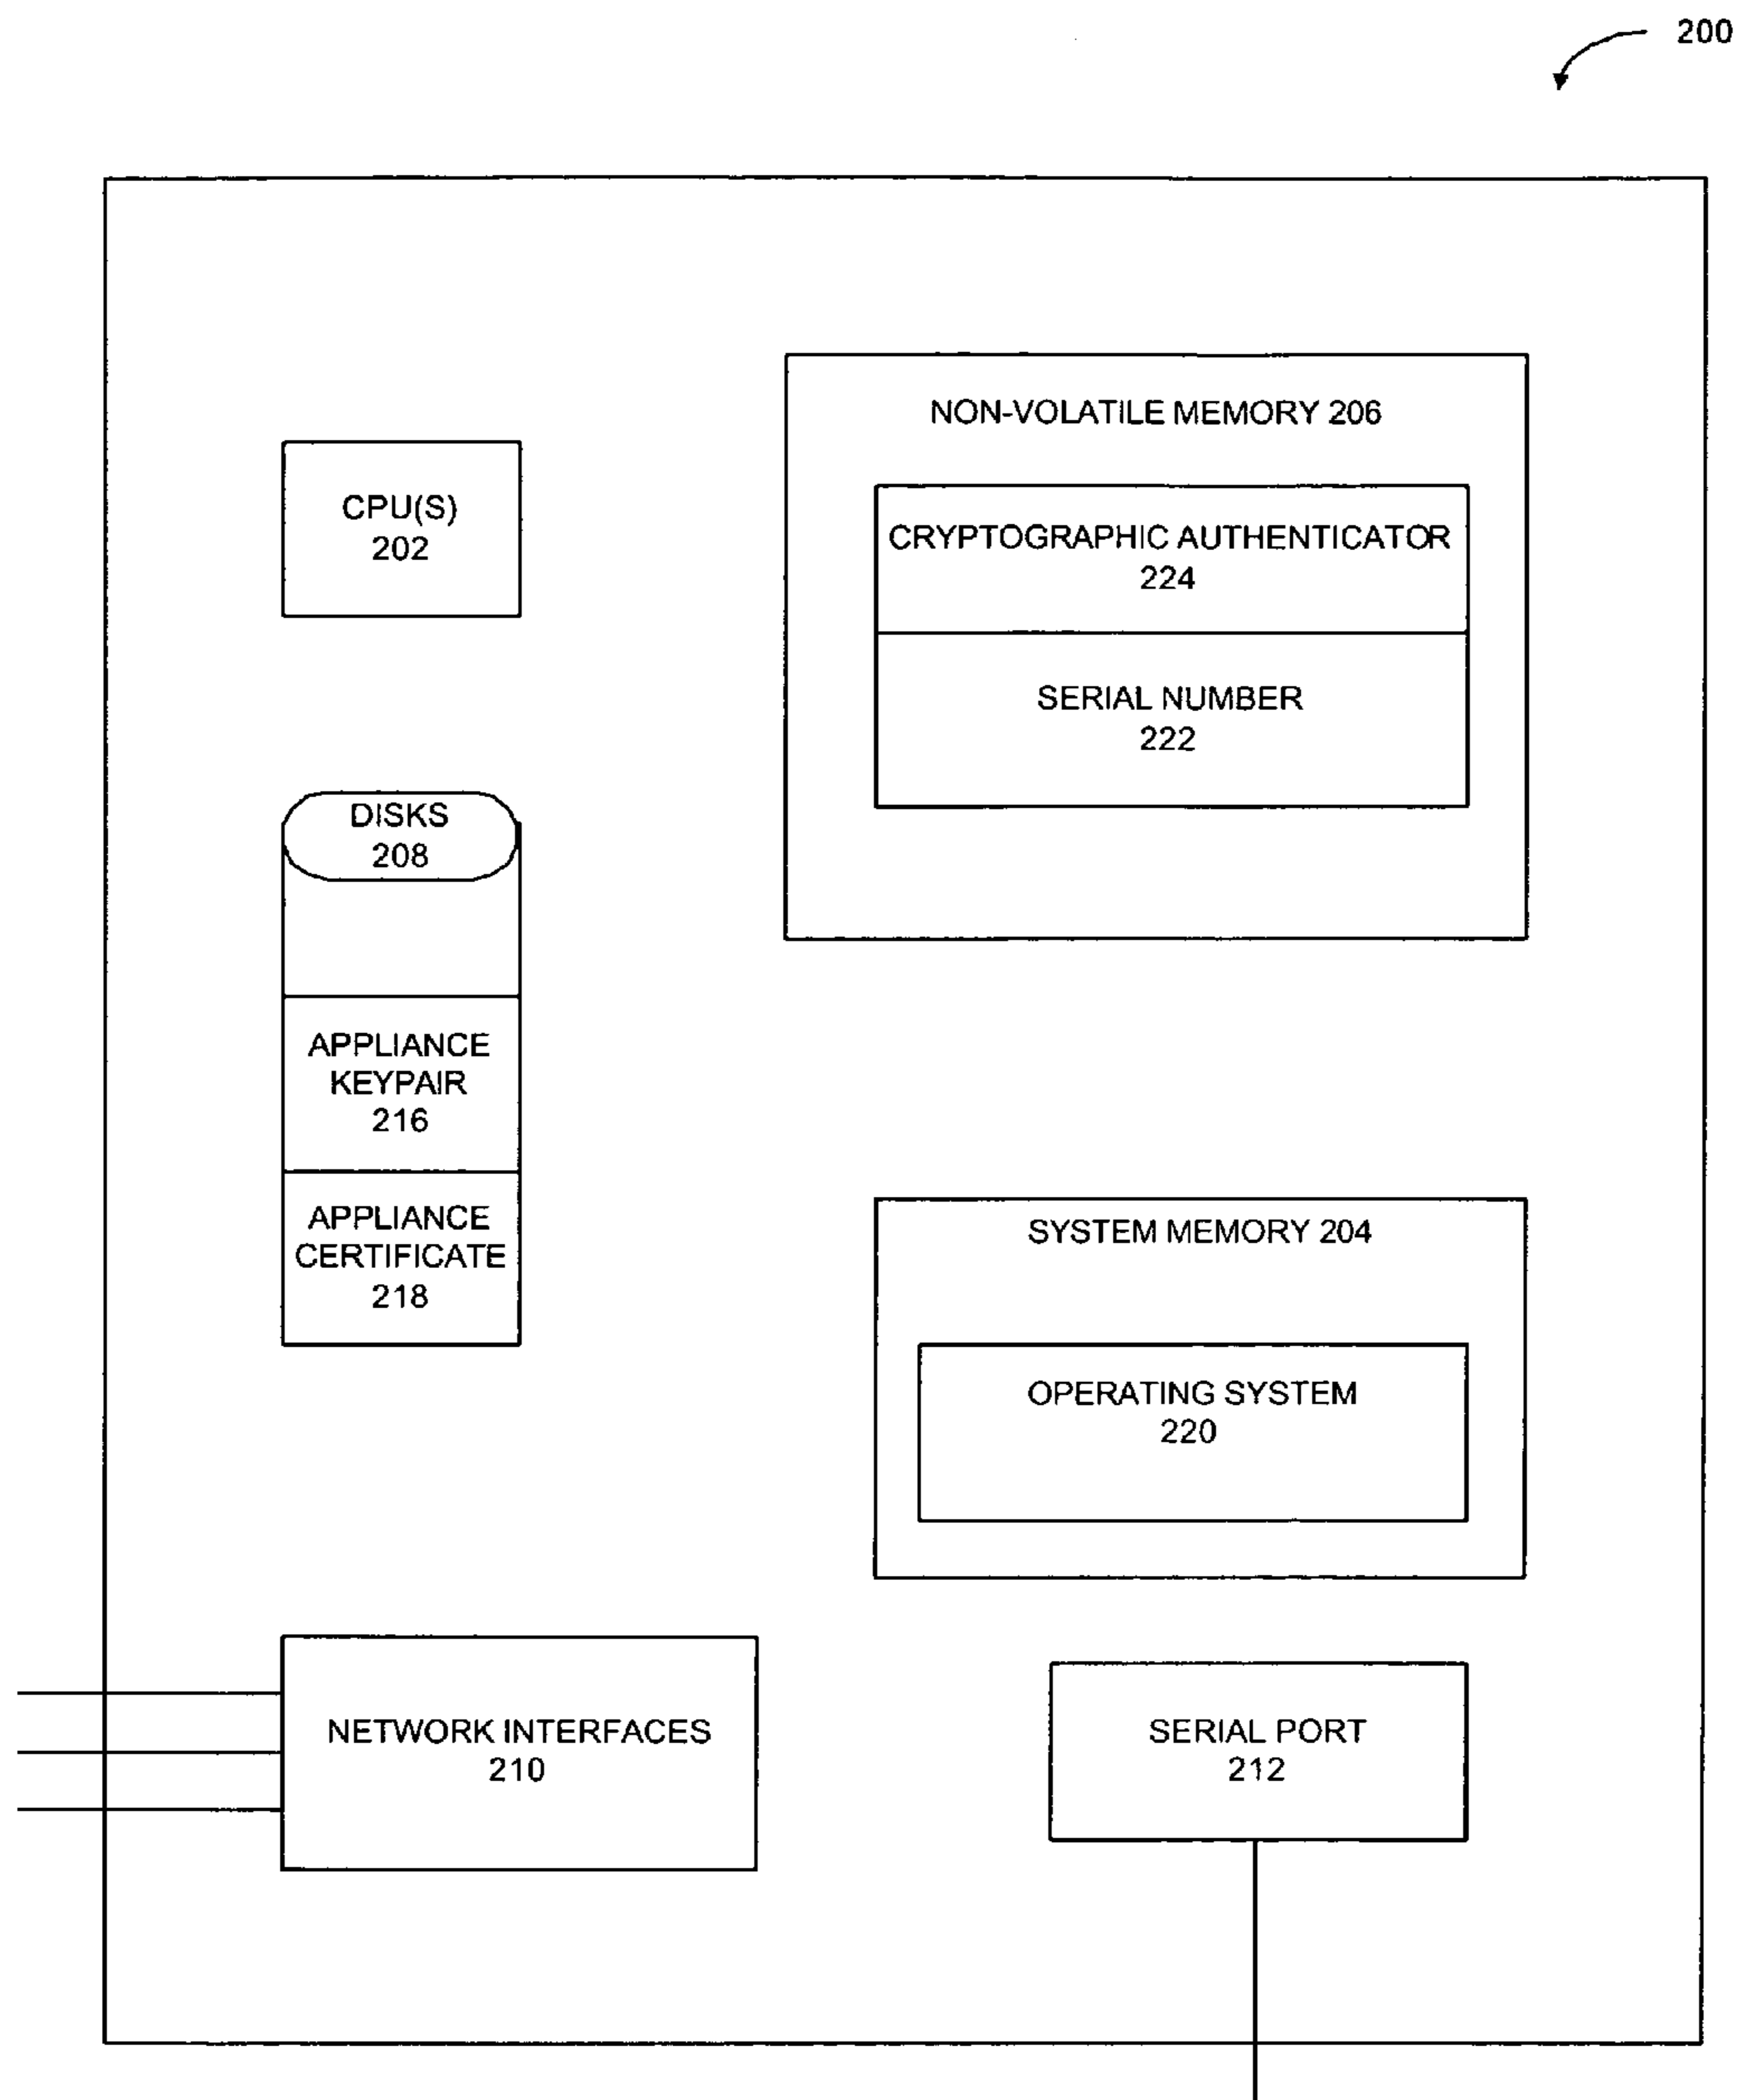 200
NON-VOLATILE MEMORY 206
CPU(S)
202
CRYPTOGRAPHIC AUTHENTICATOR
224
SERIAL NUMBER
222
DISKS
208
APPLIANCE
KEYPAIR
216
APPLIANCE
CERTIFICATE
218
SYSTEM MEMORY 204
OPERATING SYSTEM
220
NETWORK INTERFACES
210
SERIAL PORT
212